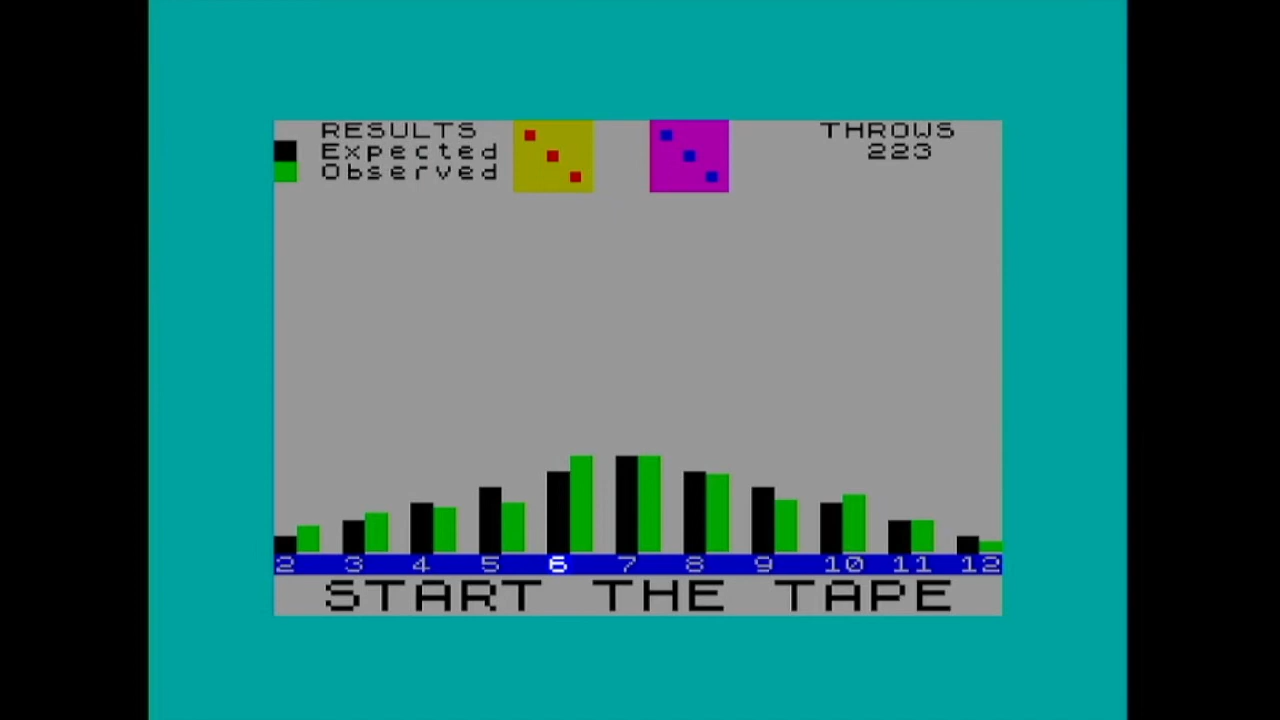 RESULTS
Expected
Observed
THROWS
223
2 3 4 5 6 7 8 9 10 11 12
START THE TAPE